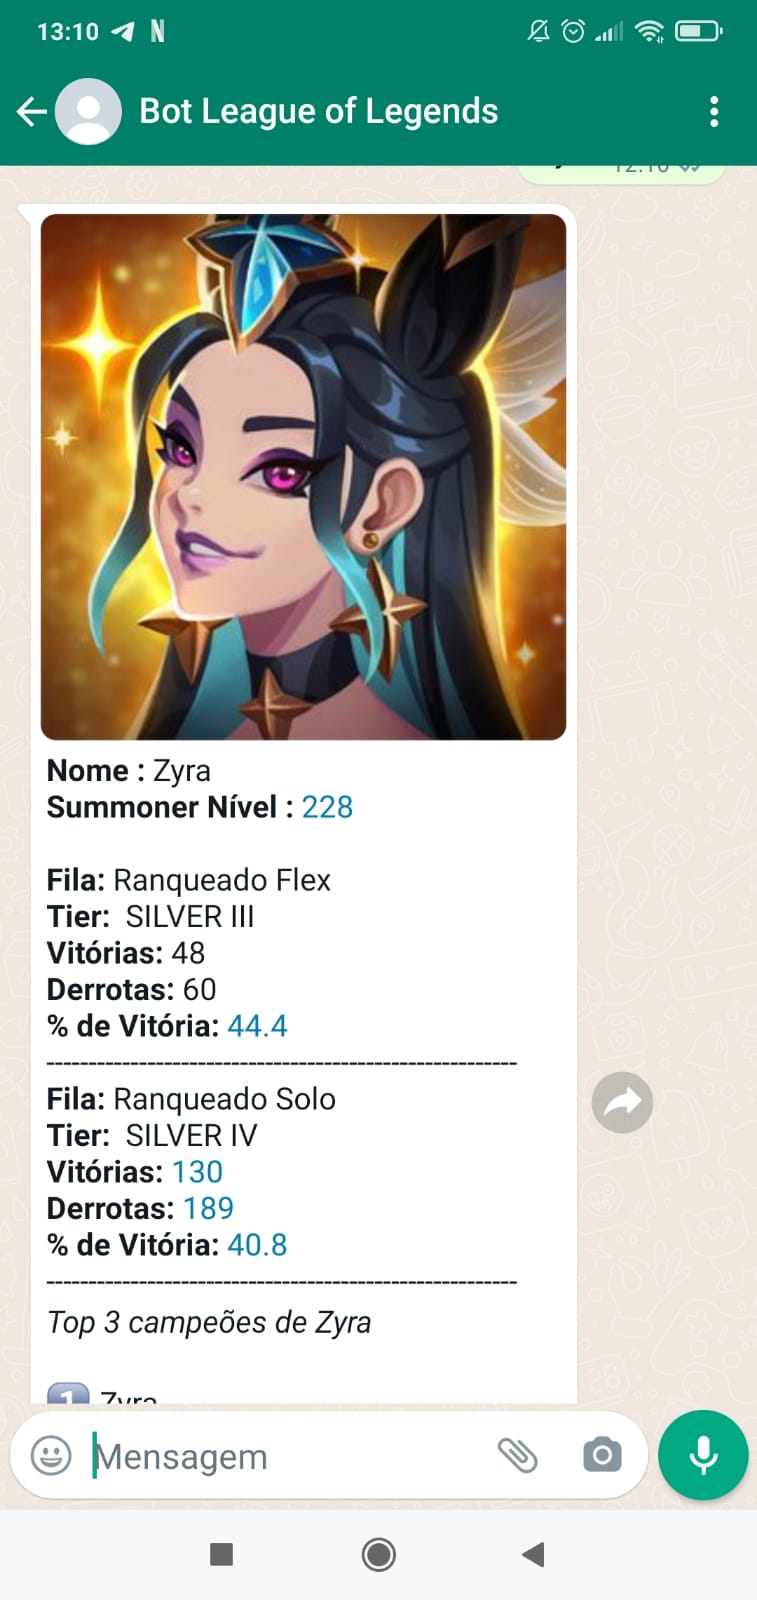 13:10
Bot League of Legends
Nome : Zyra
Summoner Nível : 228
Fila: Ranqueado Flex
Tier:  SILVER III
Vitórias: 48
Derrotas: 60
% de Vitória: 44.4
--------------------------------------------------------
Fila: Ranqueado Solo
Tier:  SILVER IV
Vitórias: 130
Derrotas: 189
% de Vitória: 40.8
--------------------------------------------------------
Top 3 campeões de Zyra
1 Zyra
Mensagem